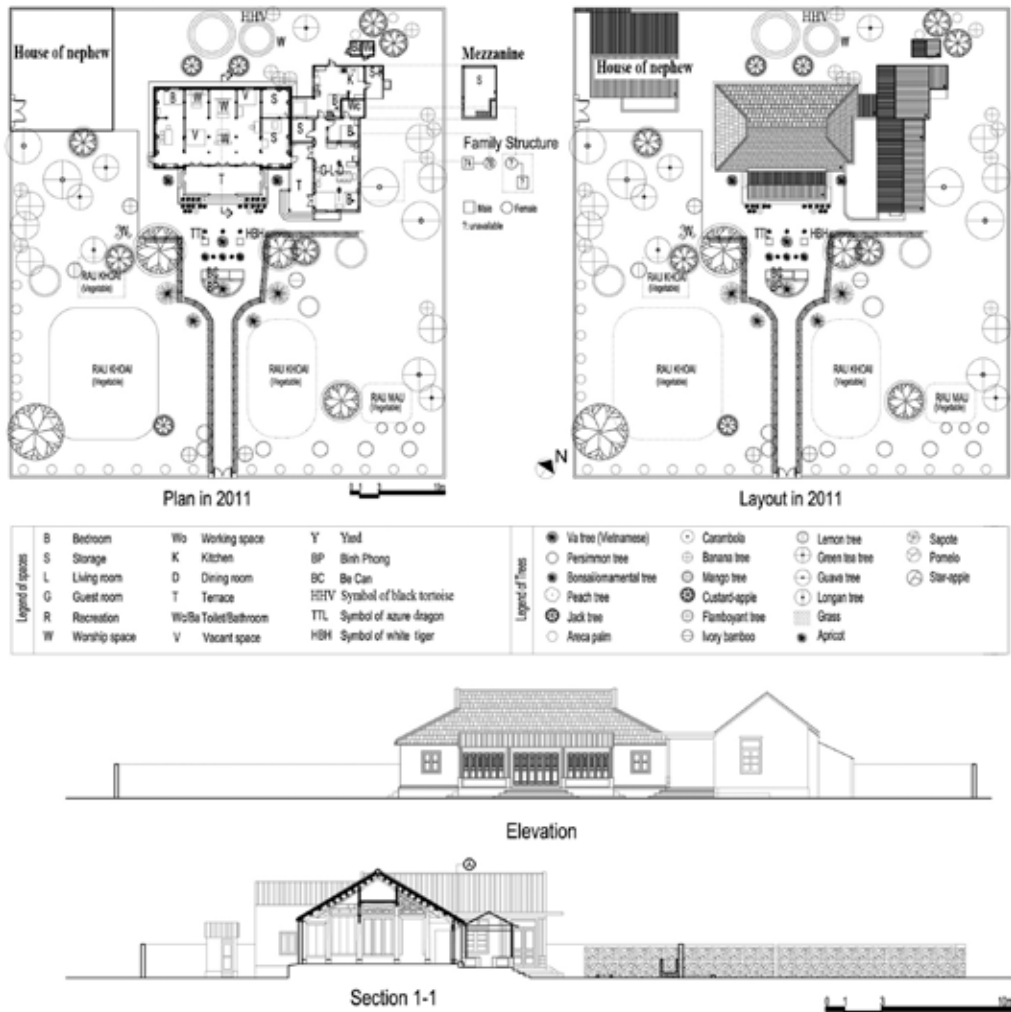 HHV
W
House of nephew
Mezzanine
S
K
S
B
W
W
V
S
V
W
S
S
B
Family Structure
G-L-D
T
T
Male
Female
?: unavailable
TTL
HBH
W
BC
BP
RAU KHOAI
(Vegetable)
RAU KHOAI
(Vegetable)
RAU KHOAI
(Vegetable)
RAU MAU
(Vegetable)
Plan in 2011
HHV
W
House of nephew
TTL
HBH
W
BC
BP
RAU KHOAI
(Vegetable)
RAU KHOAI
(Vegetable)
RAU KHOAI
(Vegetable)
RAU MAU
(Vegetable)
N
Layout in 2011
Legend of spaces
B Bedroom Wo Working space Y Yard
S Storage K Kitchen BP Binh Phong
L Living room D Dining room BC Be Can
G Guest room T Terrace HHV Symbol of black tortoise
R Recreation Wc/Ba Toilet/Bathroom TTL Symbol of azure dragon
W Worship space V Vacant space HBH Symbol of white tiger
Legend of Trees
Va tree (Vietnamese) Carambola Lemon tree Sapote
Persimmon tree Banana tree Green tea tree Pomelo
Bonsai/ornamental tree Mango tree Guava tree Star-apple
Peach tree Custard-apple Longan tree
Jack tree Flamboyant tree Grass
Areca palm Ivory bamboo Apricot
Elevation
Section 1-1
0 1 3 10m